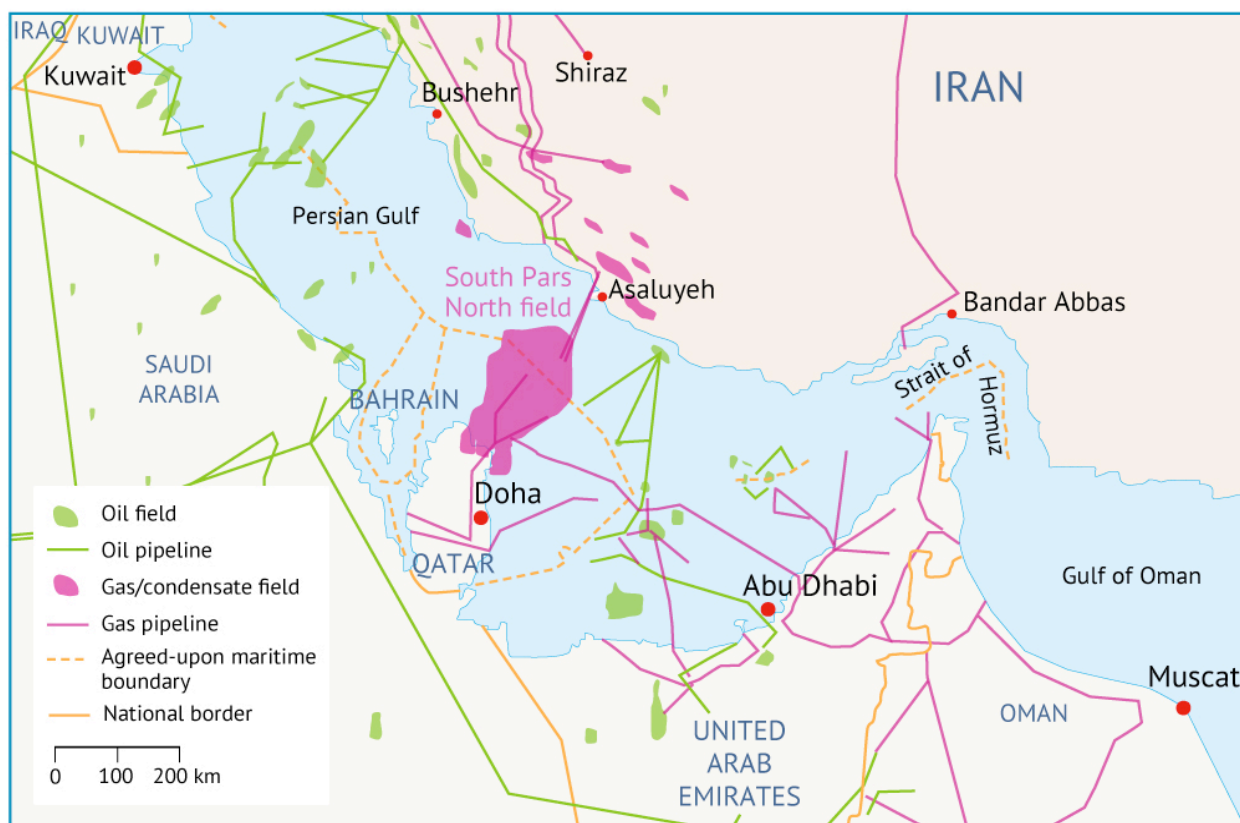 IRAQ
KUWAIT
Kuwait
Shiraz
IRAN
Bushehr
Persian Gulf
South Pars
North field
Asaluyeh
Bandar Abbas
SAUDI
ARABIA
BAHRAIN
Strait of
Hormuz
Doha
QATAR
Abu Dhabi
Gulf of Oman
Muscat
OMAN
UNITED
ARAB
EMIRATES
Oil field
Oil pipeline
Gas/condensate field
Gas pipeline
Agreed-upon maritime
boundary
National border
0 100 200 km